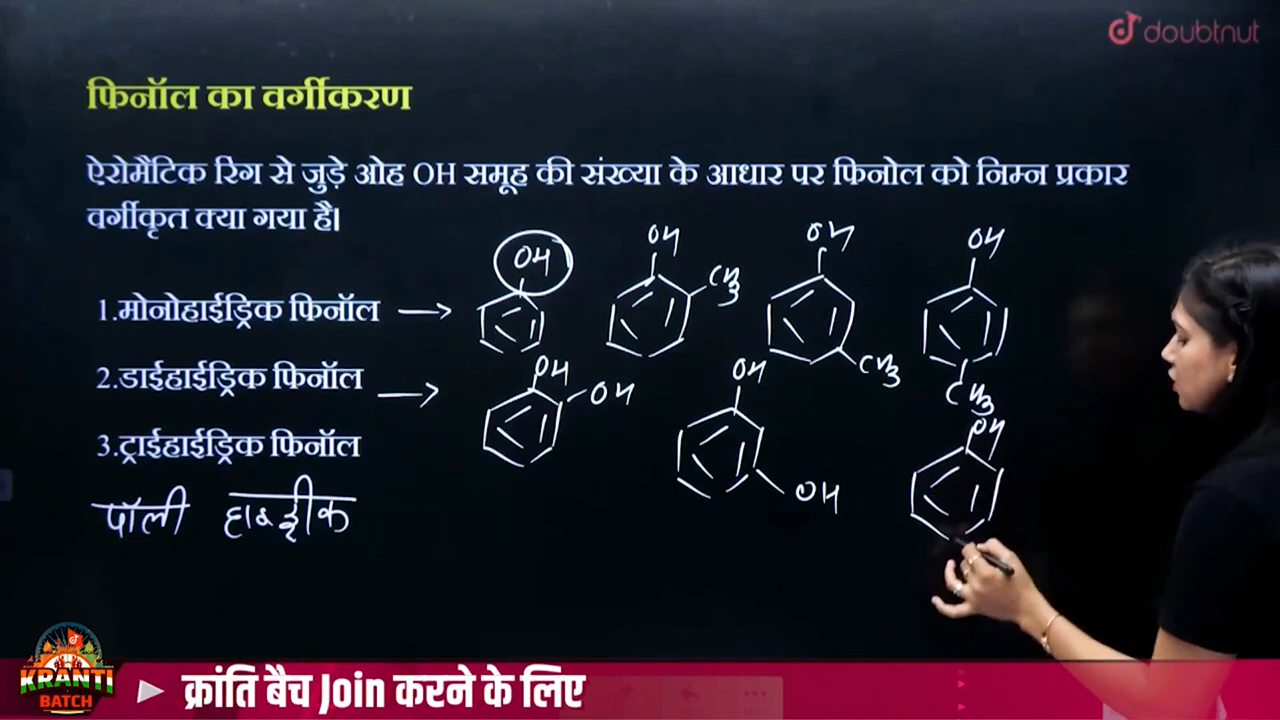 doubtnut
फिनॉल का वर्गीकरण
ऐरोमैटिक रिंग से जुड़े ओह OH समूह की संख्या के आधार पर फिनोल को निम्न प्रकार
वर्गीकृत क्या गया है।
OH OH OH OH
1.मोनोहाईड्रिक फिनॉल CH3 CH3 CH3
2.डाईहाईड्रिक फिनॉल OH OH OH OH OH
3.ट्राईहाईड्रिक फिनॉल
पॉली
KRANTI
BATCH
क्रांति बैच Join करने के लिए